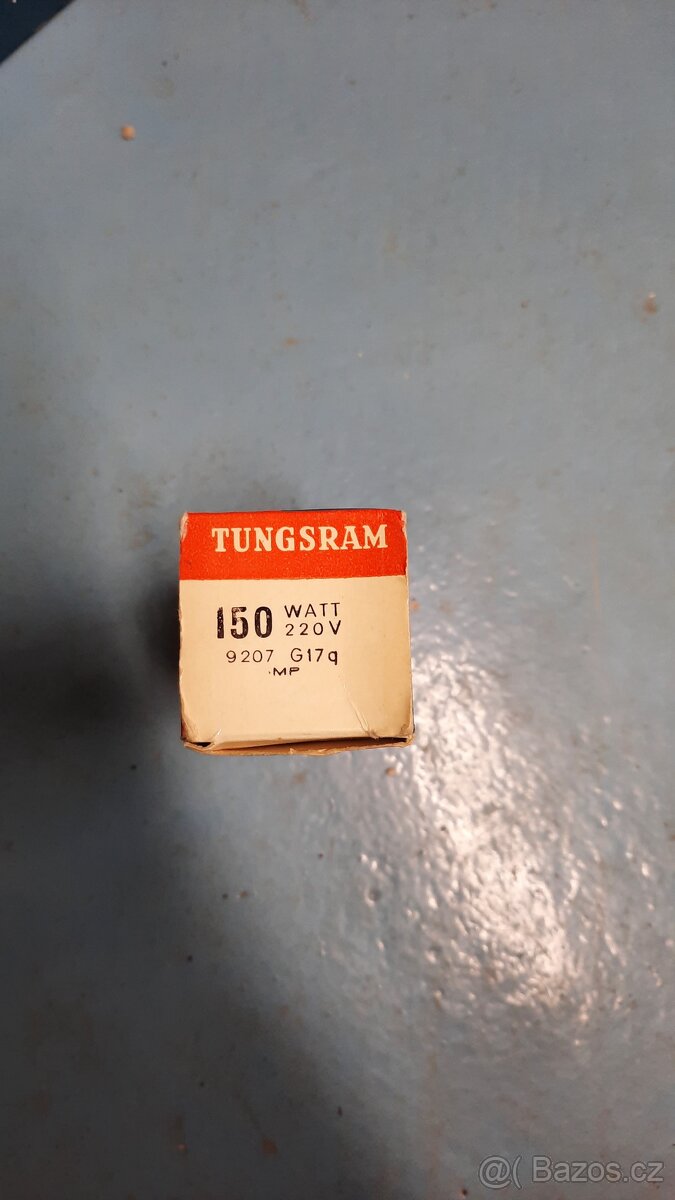 TUNGSRAM
150 WATT
220V
9207 G17q
MP
@( Bazos.cz